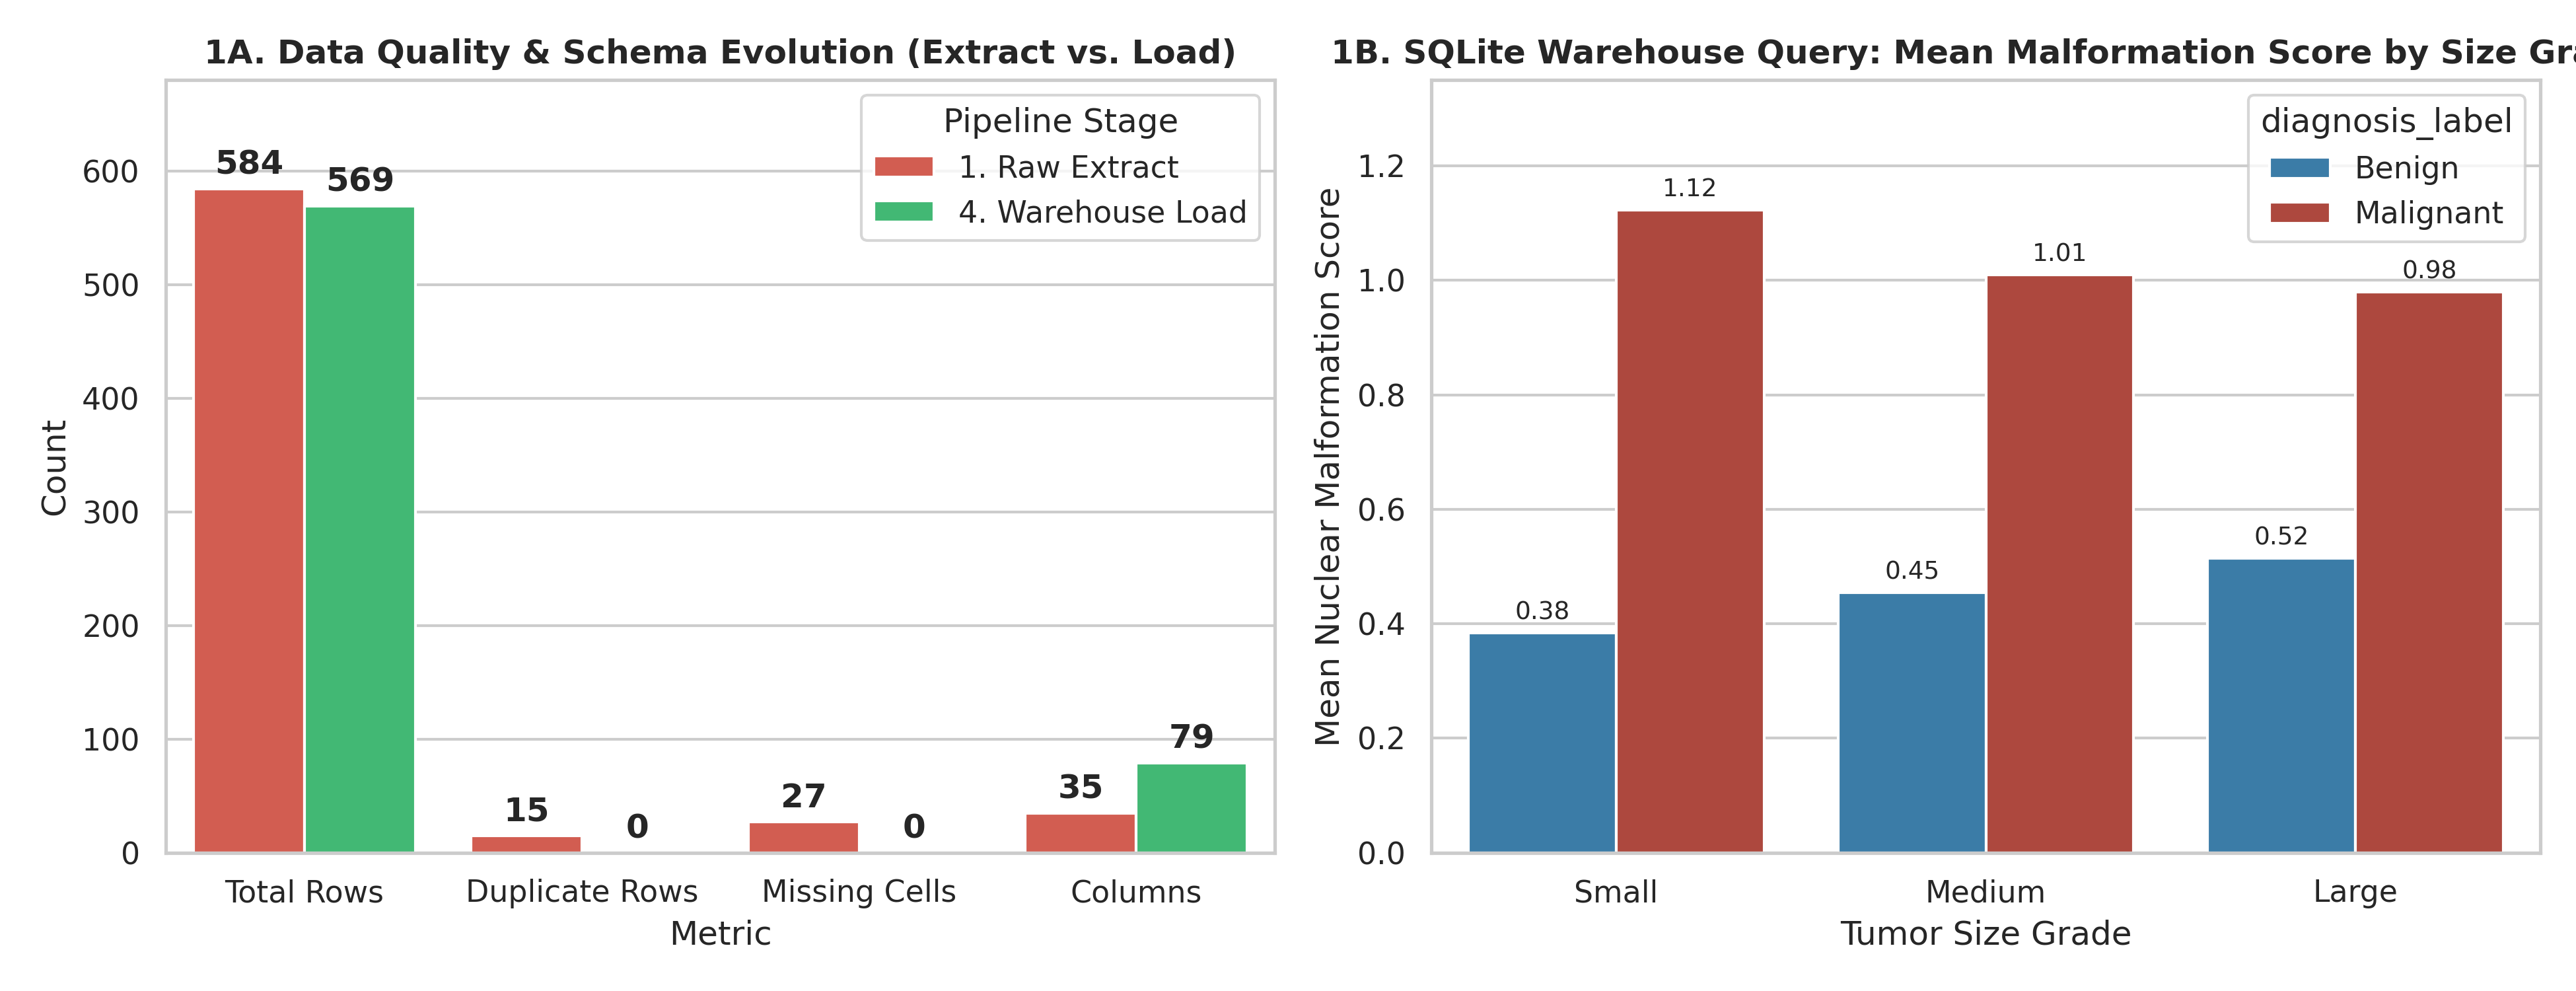 1A. Data Quality & Schema Evolution (Extract vs. Load)
Pipeline Stage
1. Raw Extract
4. Warehouse Load
Count
600
500
400
300
200
100
0
584
569
15
0
27
0
35
79
Total Rows
Duplicate Rows
Missing Cells
Columns
Metric
1B. SQLite Warehouse Query: Mean Malformation Score by Size Gra
diagnosis_label
Benign
Malignant
Mean Nuclear Malformation Score
1.2
1.0
0.8
0.6
0.4
0.2
0.0
0.38
1.12
0.45
1.01
0.52
0.98
Small
Medium
Large
Tumor Size Grade